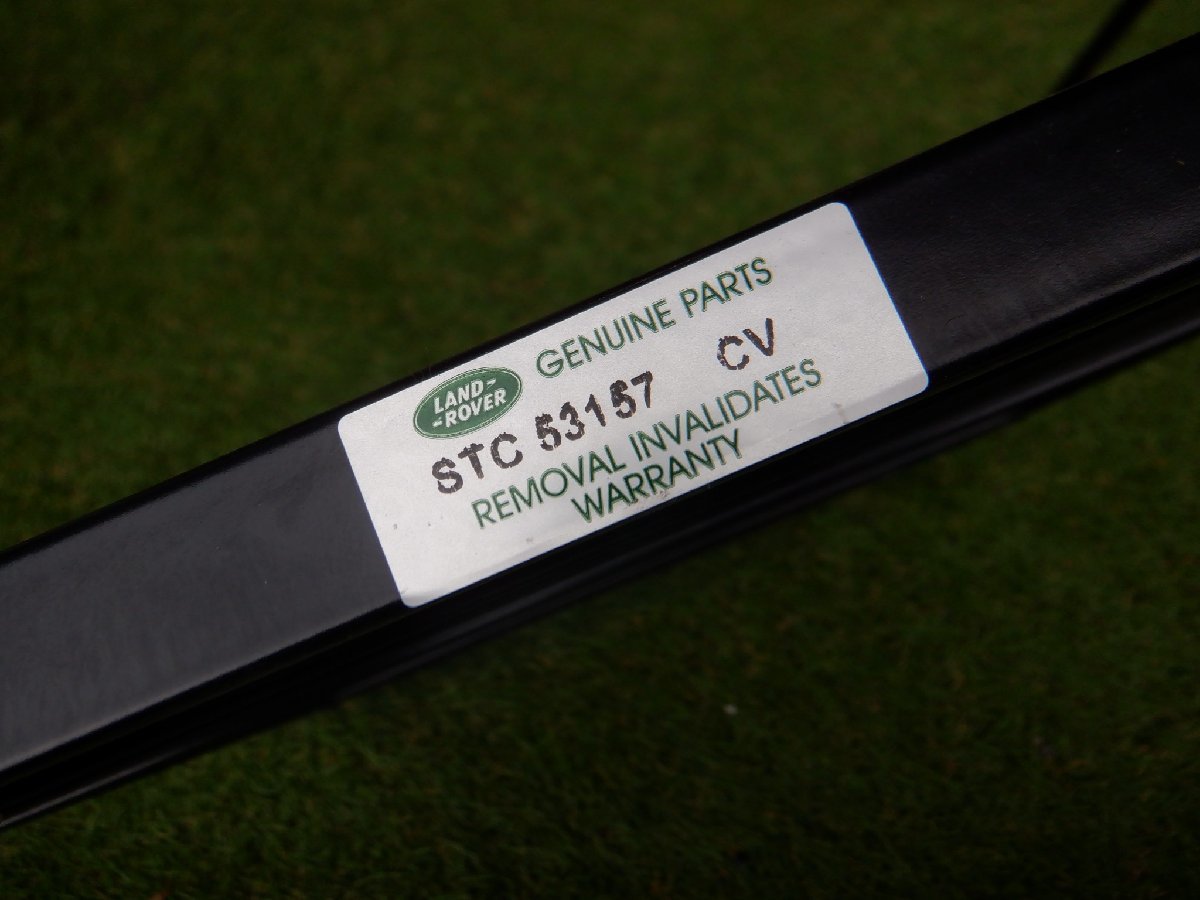 GENUINE PARTS
LAND-
-ROVER
STC 53157 CV
REMOVAL INVALIDATES
WARRANTY